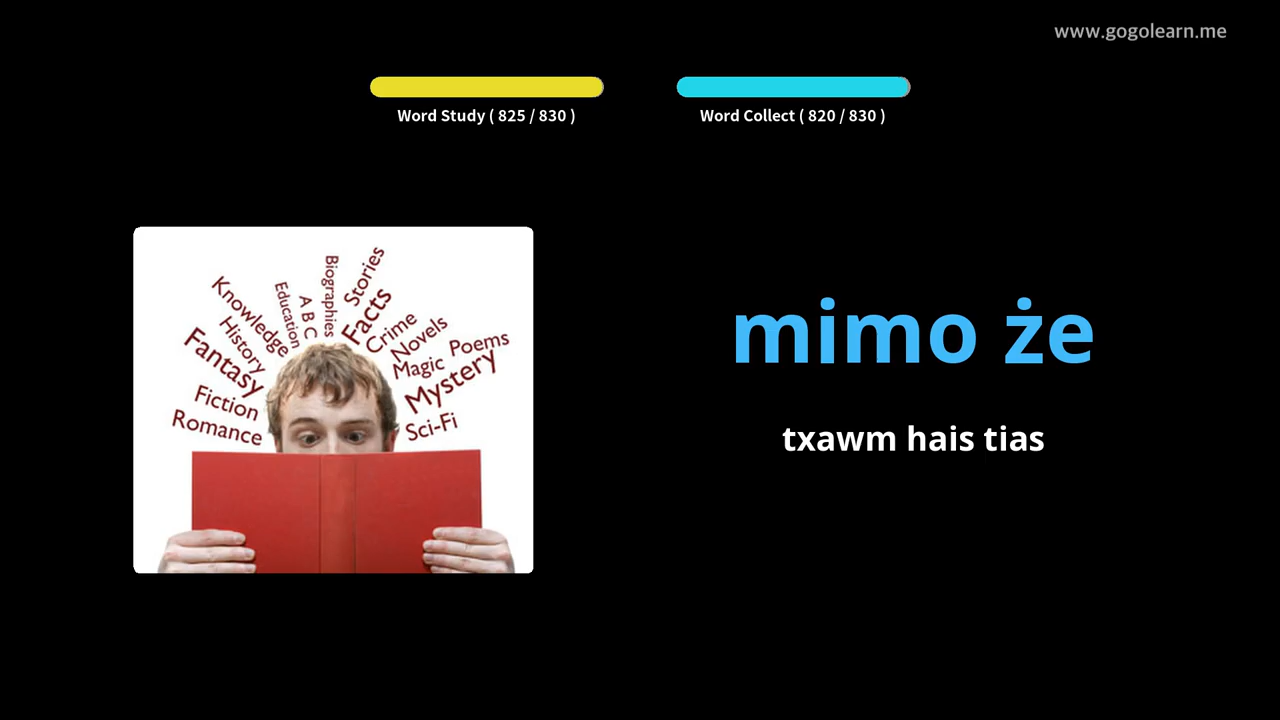 www.gogolearn.me
Word Study ( 825 / 830 )
Word Collect ( 820 / 830 )
Stories
Biographies
Facts
A B C
Education
Knowledge
History
Fantasy
Fiction
Romance
Crime
Novels
Magic
Poems
Mystery
Sci-Fi
mimo że
txawm hais tias